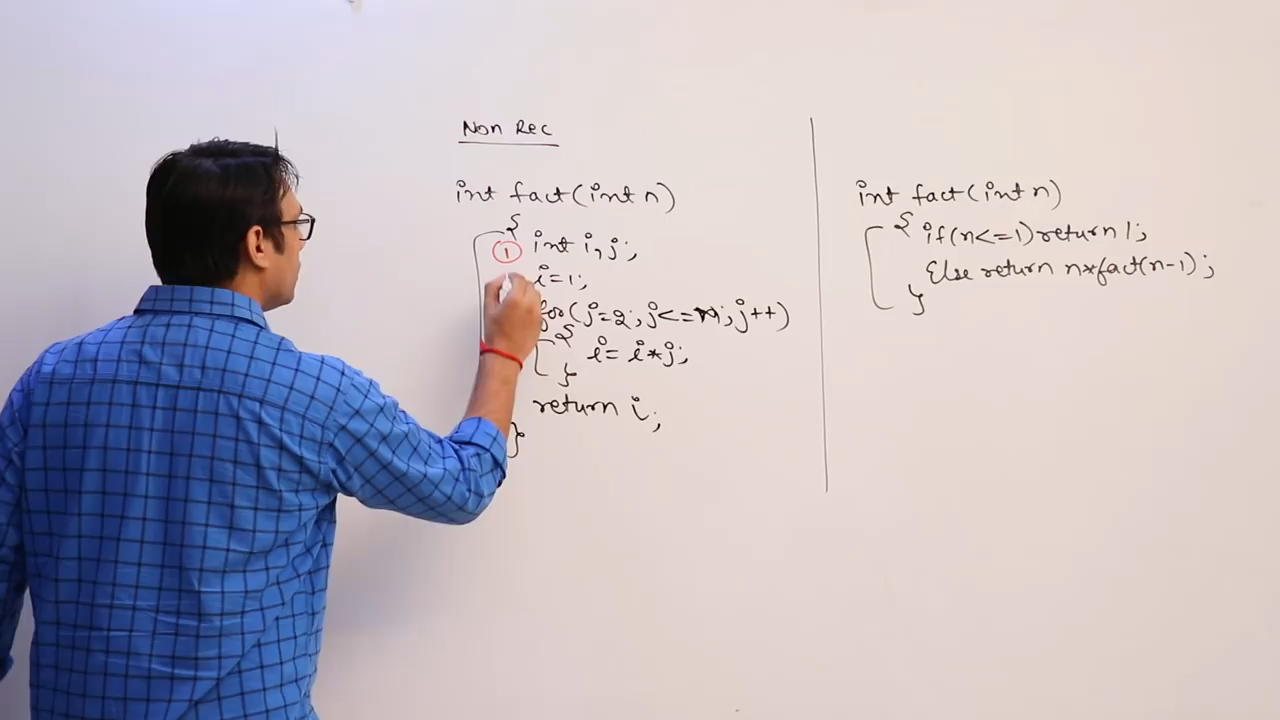 Non Rec
int fact(int n)
{
① int i, j;
i=1;
for(j=2; j<=n; j++)
{
i= i*j;
}
return i;
}
int fact(int n)
{ if(n<=1)return 1;
Else return n*fact(n-1);
}